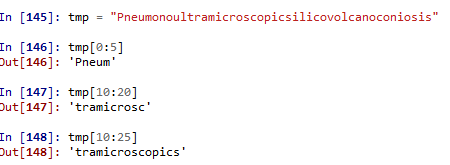 In [145]: tmp = "Pneumonoultramicroscopicsilicovolcanoconiosis"
In [146]: tmp[0:5]
Out[146]: 'Pneum'
In [147]: tmp[10:20]
Out[147]: 'tramicrosc'
In [148]: tmp[10:25]
Out[148]: 'tramicroscopics'